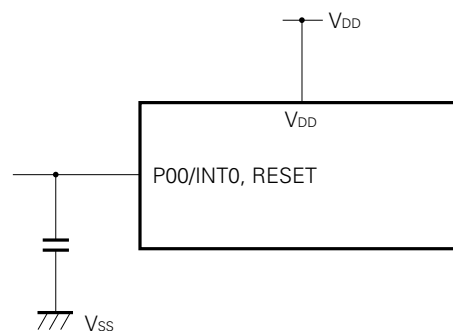 VDD
VDD
P00/INT0, RESET
VSS